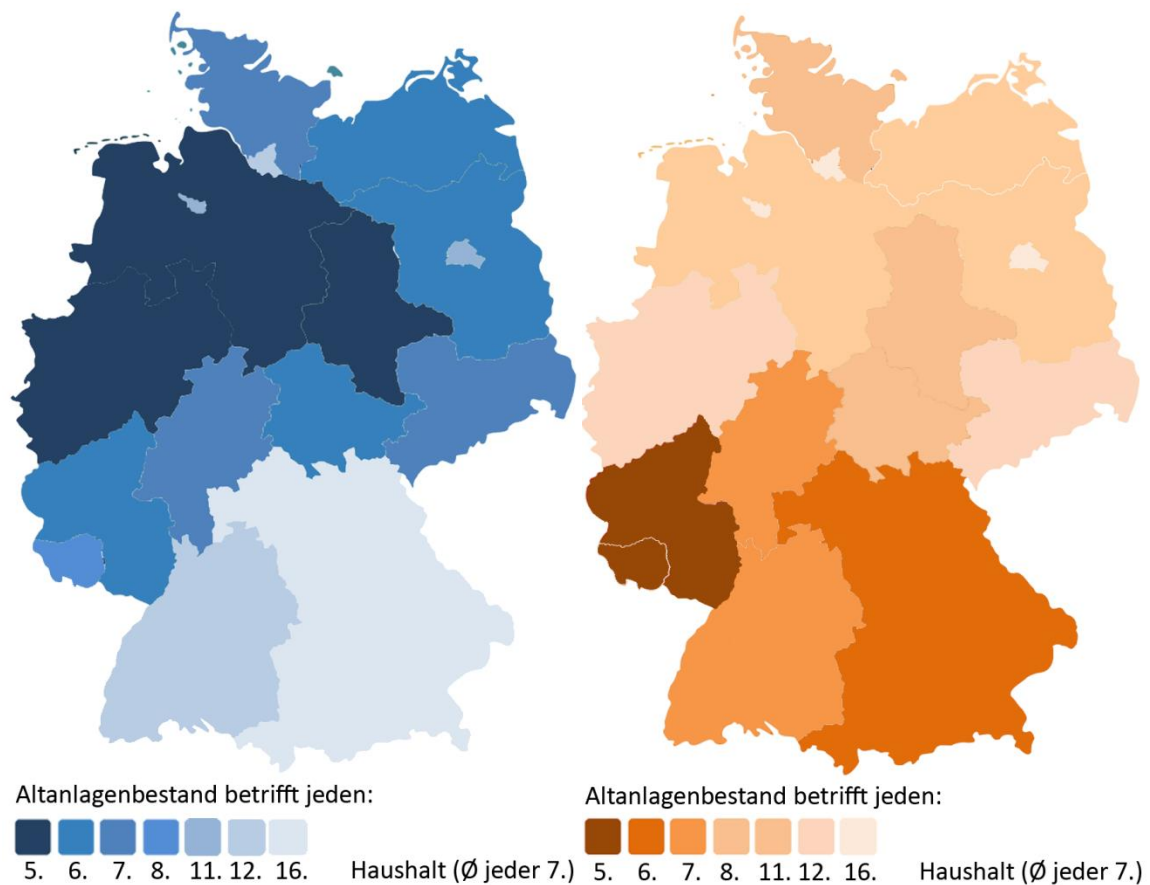 Altanlagenbestand betrifft jeden:
5. 6. 7. 8. 11. 12. 16. Haushalt (Ø jeder 7.)
Altanlagenbestand betrifft jeden:
5. 6. 7. 8. 11. 12. 16. Haushalt (Ø jeder 7.)